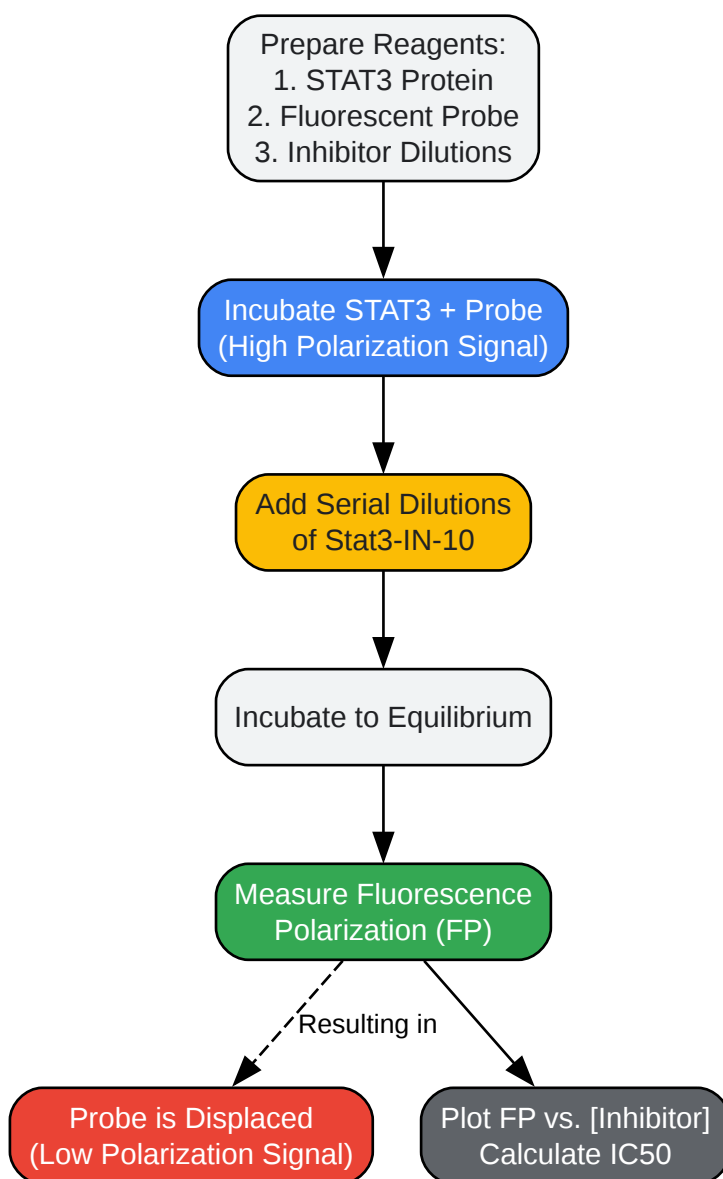 Prepare Reagents:
1. STAT3 Protein
2. Fluorescent Probe
3. Inhibitor Dilutions
Incubate STAT3 + Probe
(High Polarization Signal)
Add Serial Dilutions
of Stat3-IN-10
Incubate to Equilibrium
Measure Fluorescence
Polarization (FP)
Resulting in
Probe is Displaced
(Low Polarization Signal)
Plot FP vs. [Inhibitor]
Calculate IC50